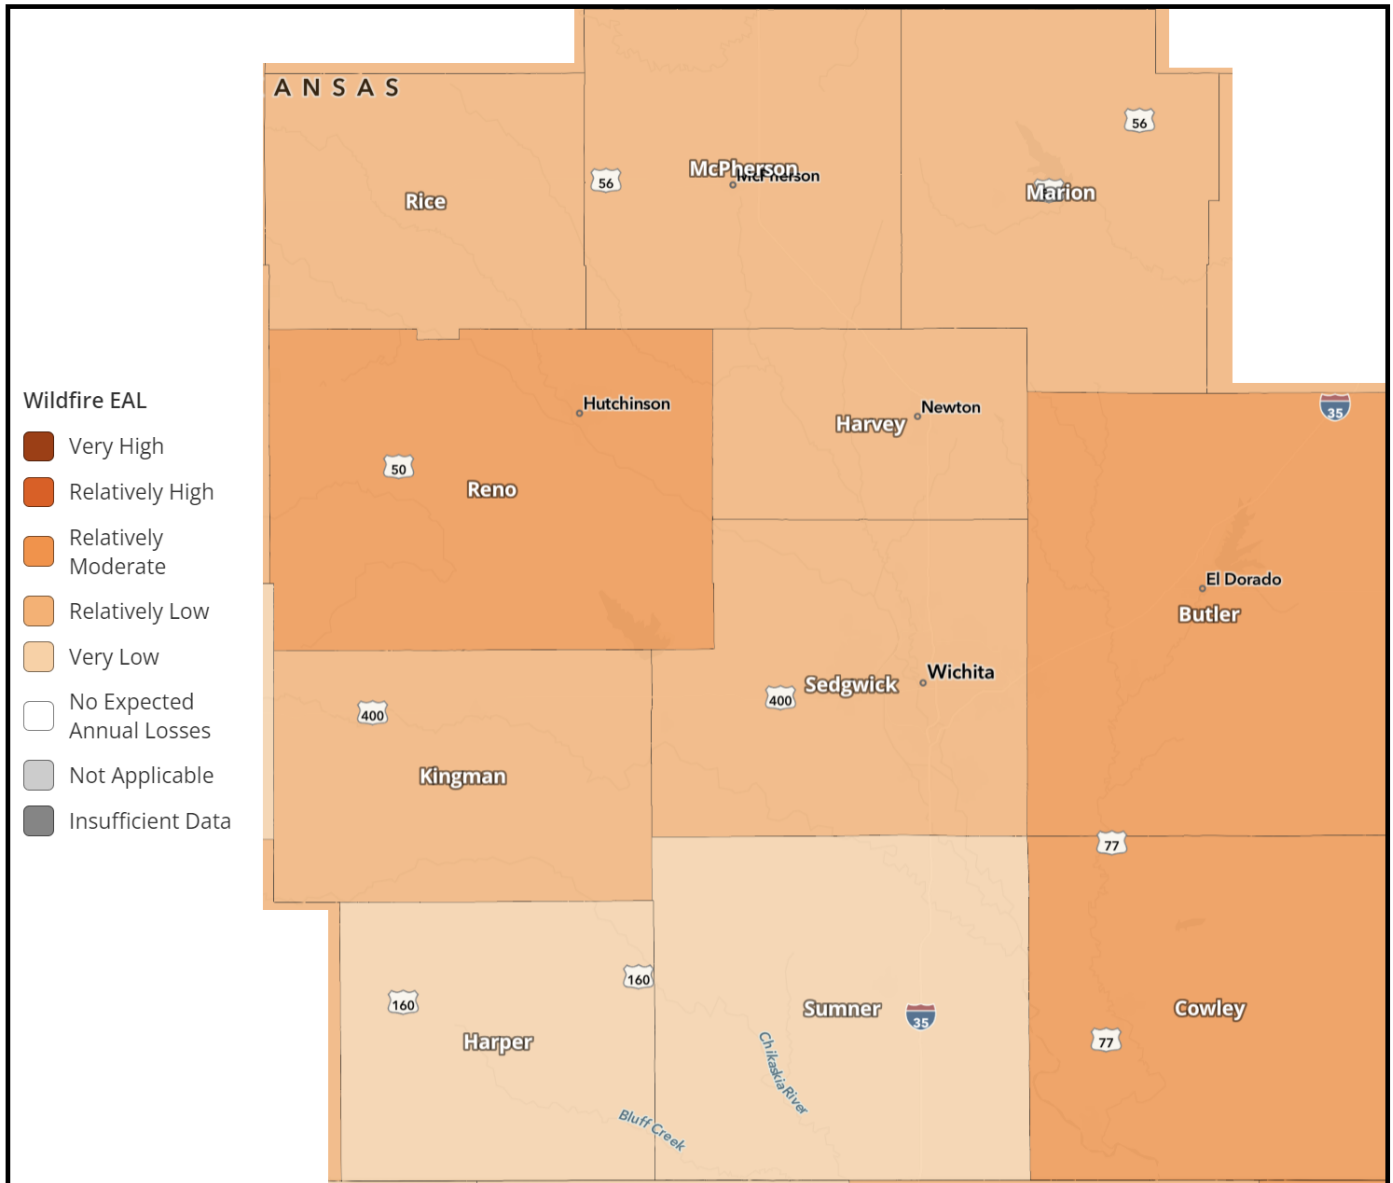 ANSAS
56
McPherson
McPherson
56
Rice
Marion
Wildfire EAL
Very High
Relatively High
Relatively
Moderate
Relatively Low
Very Low
No Expected
Annual Losses
Not Applicable
Insufficient Data
Hutchinson
Newton
35
Harvey
50
Reno
El Dorado
Butler
Wichita
Sedgwick
400
400
Kingman
77
160
160
Sumner
35
Cowley
Harper
77
Chikaskia River
Bluff Creek